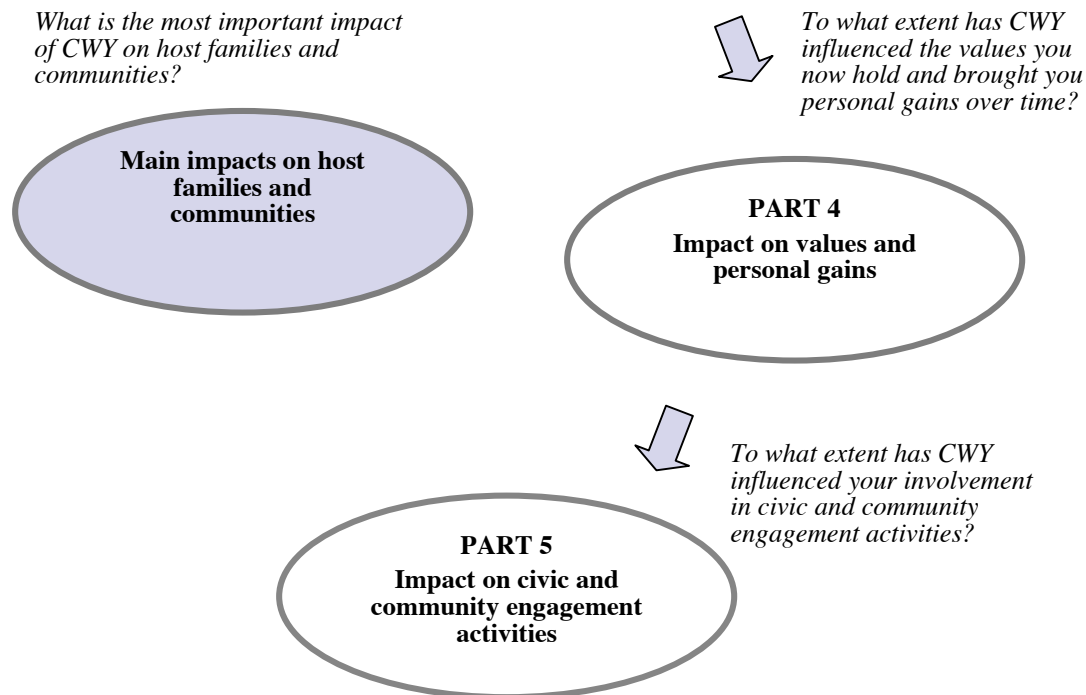 What is the most important impact
of CWY on host families and
communities?
Main impacts on host
families and
communities
To what extent has CWY
influenced the values you
now hold and brought you
personal gains over time?
PART 4
Impact on values and
personal gains
To what extent has CWY
influenced your involvement
in civic and community
engagement activities?
PART 5
Impact on civic and
community engagement
activities